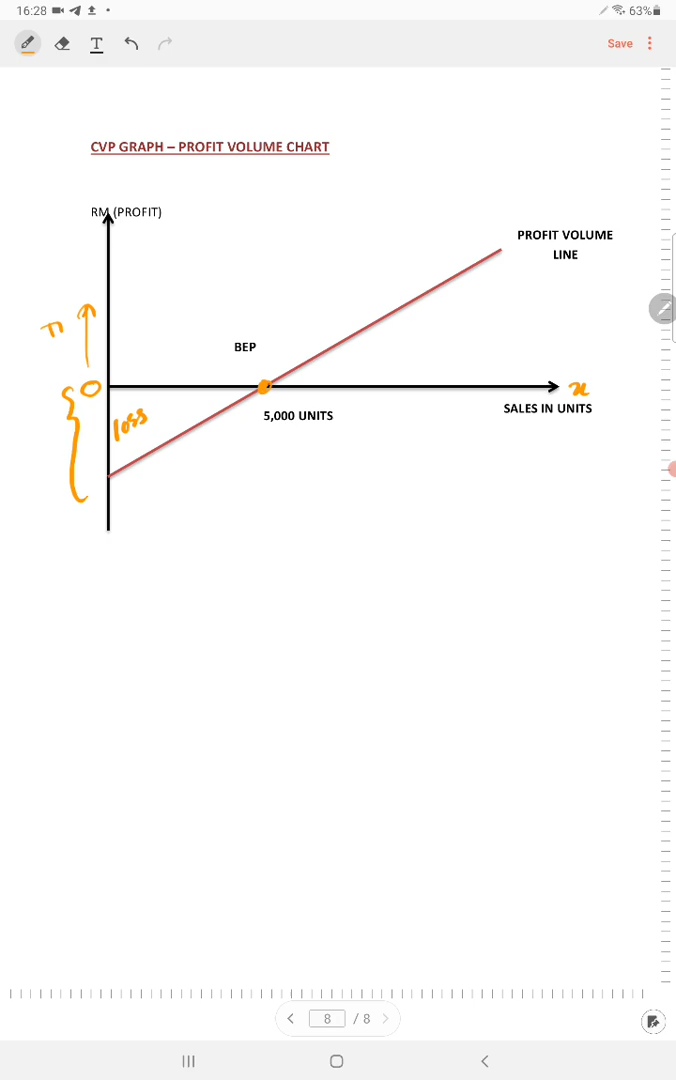 16:28
63%
T
Save
CVP GRAPH – PROFIT VOLUME CHART
RM (PROFIT)
PROFIT VOLUME
LINE
π
BEP
0
x
loss
5,000 UNITS
SALES IN UNITS
8 / 8